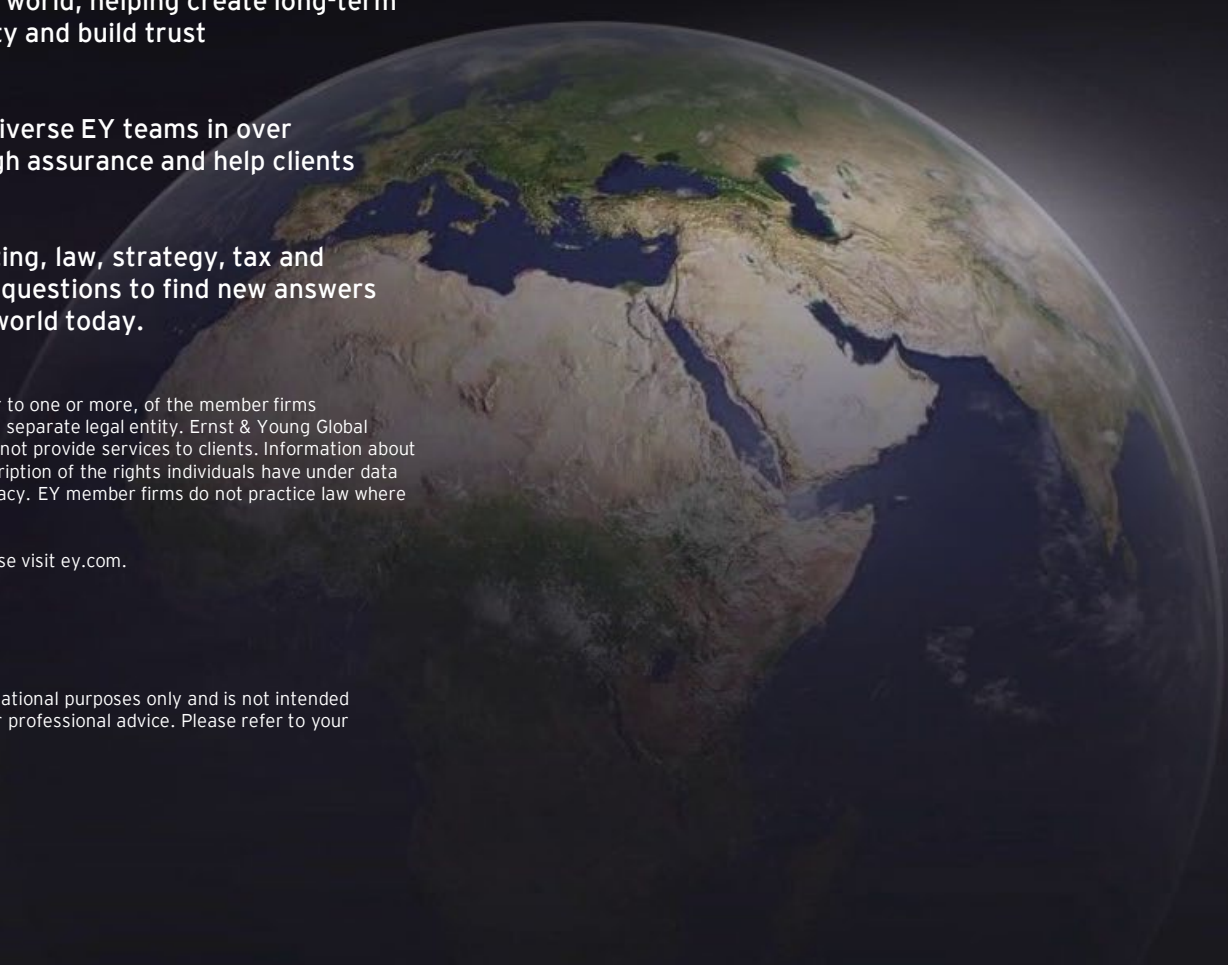 world, helping create long-term
ty and build trust
iverse EY teams in over
gh assurance and help clients
ting, law, strategy, tax and
questions to find new answers
world today.
r to one or more, of the member firms
separate legal entity. Ernst & Young Global
not provide services to clients. Information about
ription of the rights individuals have under data
acy. EY member firms do not practice law where
se visit ey.com.
ational purposes only and is not intended
r professional advice. Please refer to your